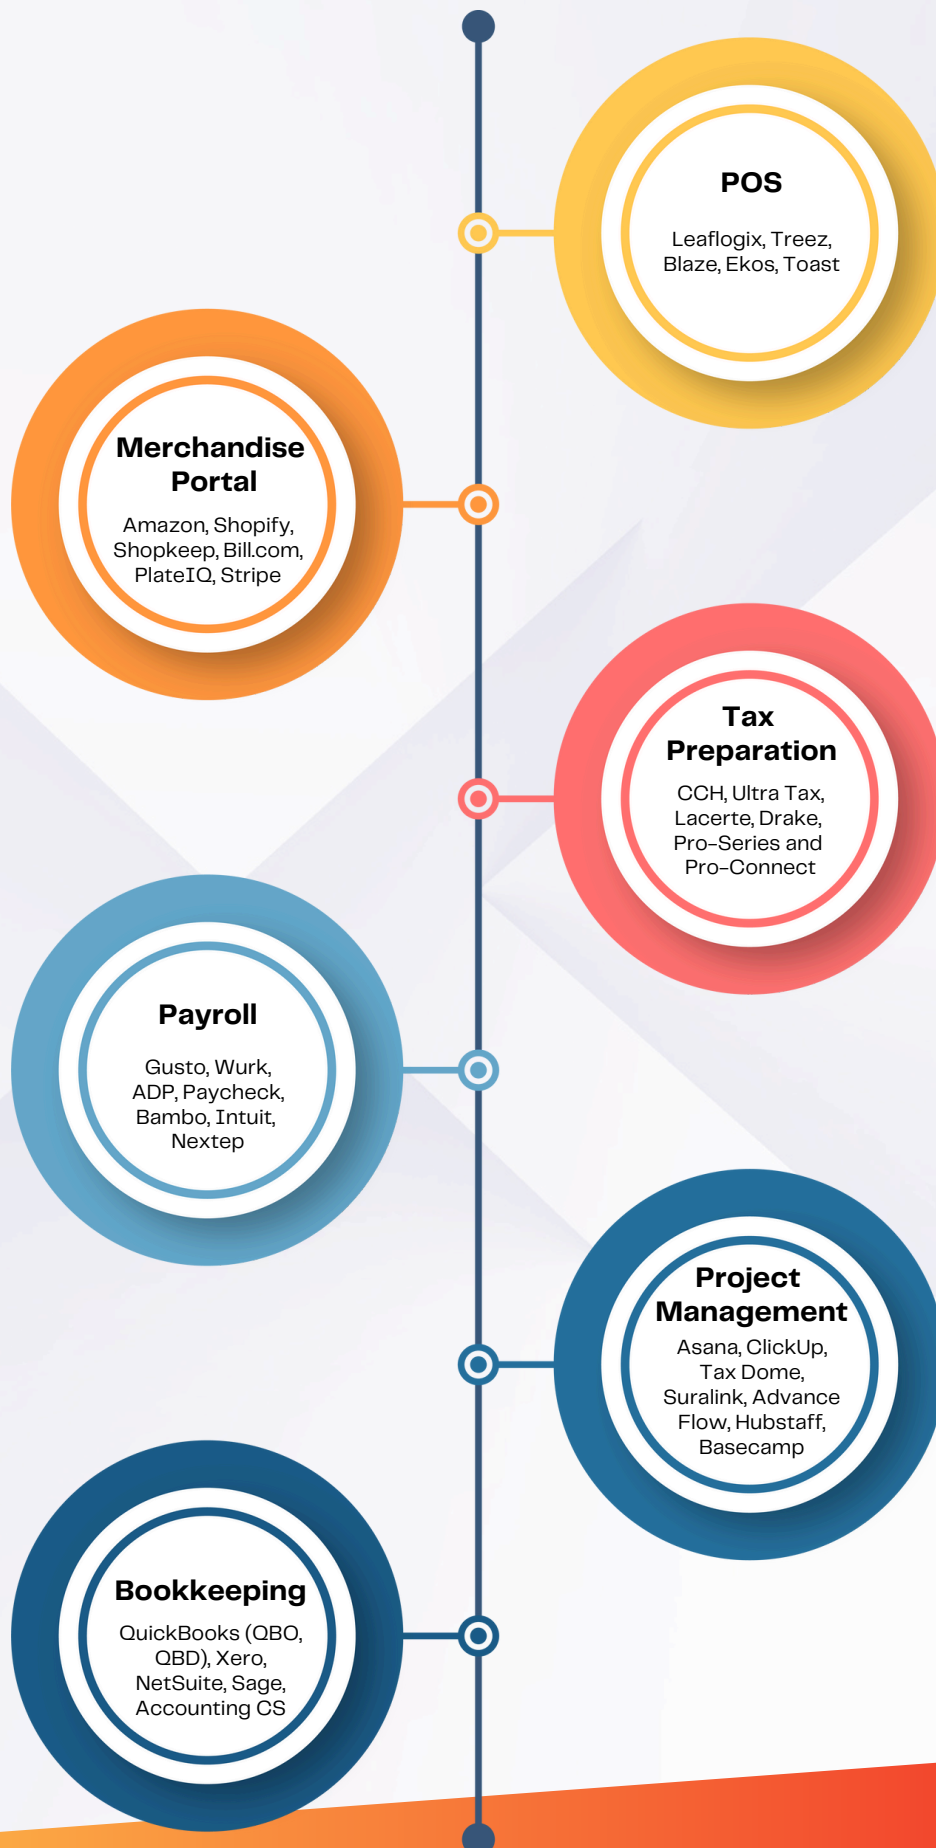 POS
Leaflogix, Treez,
Blaze, Ekos, Toast
Merchandise
Portal
Amazon, Shopify,
Shopkeep, Bill.com,
PlateIQ, Stripe
Tax
Preparation
CCH, Ultra Tax,
Lacerte, Drake,
Pro-Series and
Pro-Connect
Payroll
Gusto, Wurk,
ADP, Paycheck,
Bambo, Intuit,
Nextep
Project
Management
Asana, ClickUp,
Tax Dome,
Suralink, Advance
Flow, Hubstaff,
Basecamp
Bookkeeping
QuickBooks (QBO,
QBD), Xero,
NetSuite, Sage,
Accounting CS